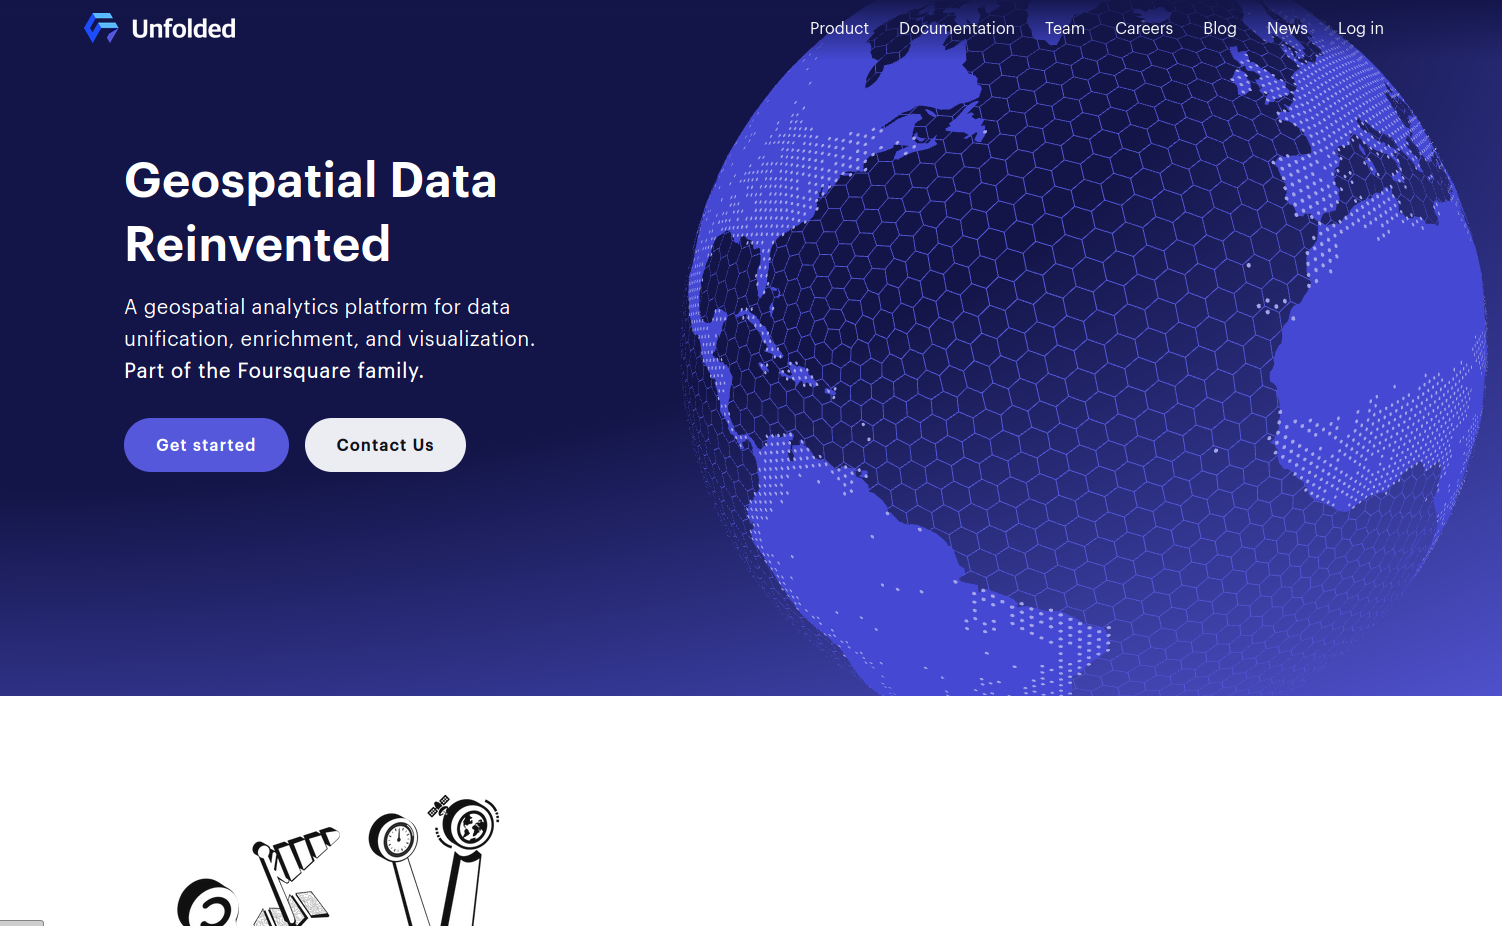 Unfolded
Product Documentation Team Careers Blog News Log in
Geospatial Data
Reinvented
A geospatial analytics platform for data
unification, enrichment, and visualization.
Part of the Foursquare family.
Get started Contact Us